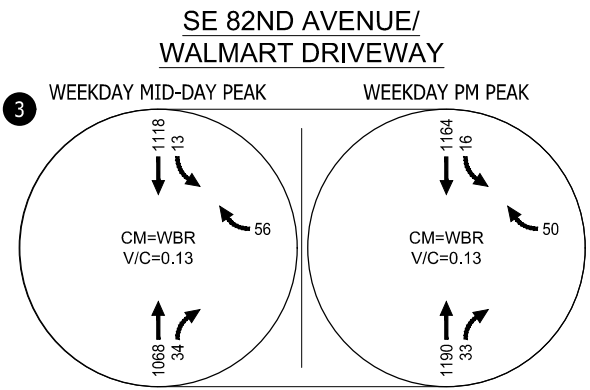 SE 82ND AVENUE/
WALMART DRIVEWAY
3
WEEKDAY MID-DAY PEAK
1118
13
56
CM=WBR
V/C=0.13
1068
34
WEEKDAY PM PEAK
1164
16
50
CM=WBR
V/C=0.13
1190
33